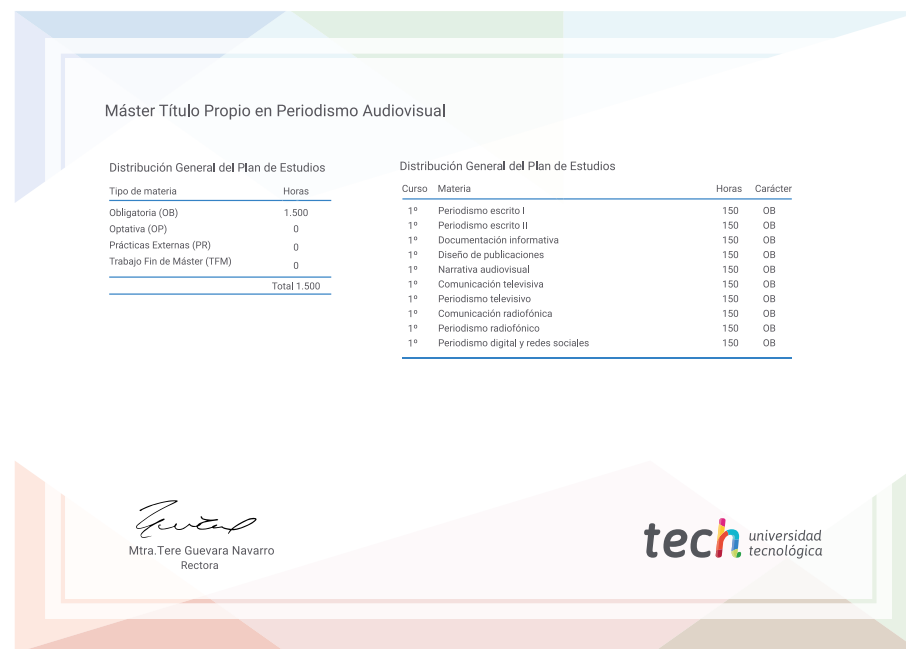 Máster Título Propio en Periodismo Audiovisual
Distribución General del Plan de Estudios
Tipo de materia Horas
Obligatoria (OB) 1.500
Optativa (OP) 0
Prácticas Externas (PR) 0
Trabajo Fin de Máster (TFM) 0
Total 1.500
Distribución General del Plan de Estudios
Curso Materia Horas Carácter
1º Periodismo escrito I 150 OB
1º Periodismo escrito II 150 OB
1º Documentación informativa 150 OB
1º Diseño de publicaciones 150 OB
1º Narrativa audiovisual 150 OB
1º Comunicación televisiva 150 OB
1º Periodismo televisivo 150 OB
1º Comunicación radiofónica 150 OB
1º Periodismo radiofónico 150 OB
1º Periodismo digital y redes sociales 150 OB
Mtra.Tere Guevara Navarro
Rectora
tech universidad
tecnológica